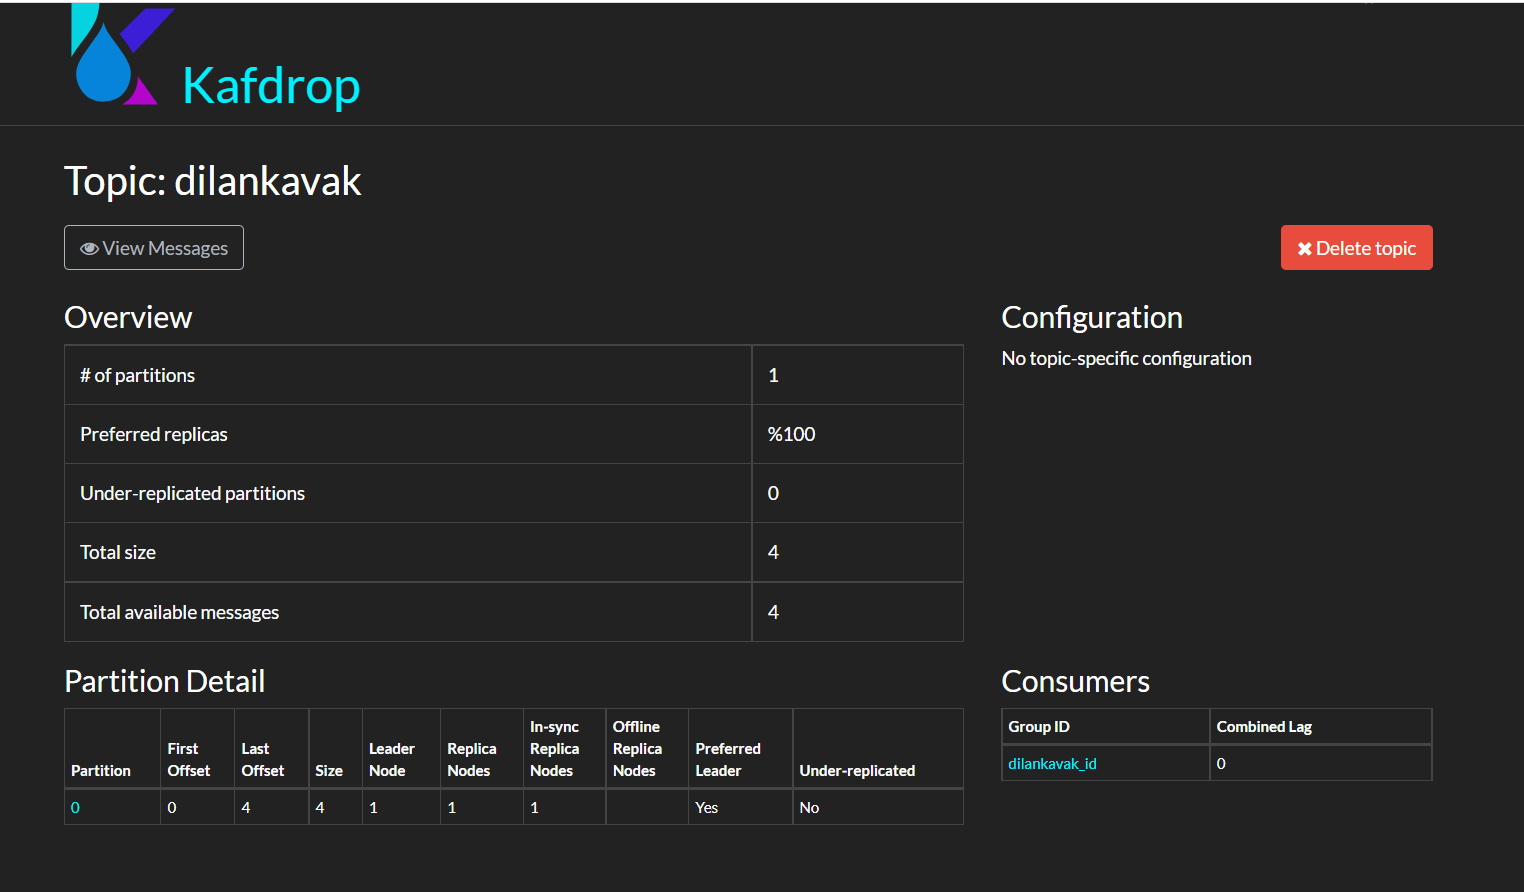 Kafdrop
Topic: dilankavak
View Messages
Delete topic
Overview
# of partitions 1
Preferred replicas %100
Under-replicated partitions 0
Total size 4
Total available messages 4
Configuration
No topic-specific configuration
Partition Detail
Partition First Offset Last Offset Size Leader Node Replica Nodes In-sync Replica Nodes Offline Replica Nodes Preferred Leader Under-replicated
0 0 4 4 1 1 1 Yes No
Consumers
Group ID Combined Lag
dilankavak_id 0